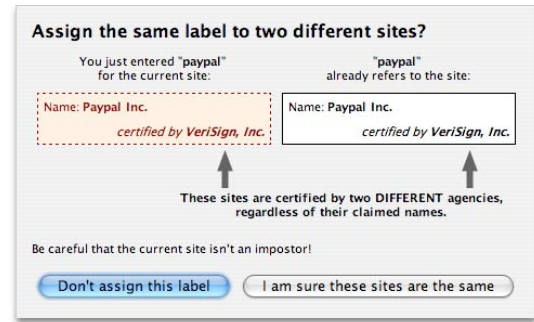 Assign the same label to two different sites?
You just entered "paypal"
for the current site:
"paypal"
already refers to the site:
Name: Paypal Inc.
certified by VeriSign, Inc.
Name: Paypal Inc.
certified by VeriSign, Inc.
These sites are certified by two DIFFERENT agencies,
regardless of their claimed names.
Be careful that the current site isn't an impostor!
Don't assign this label
I am sure these sites are the same